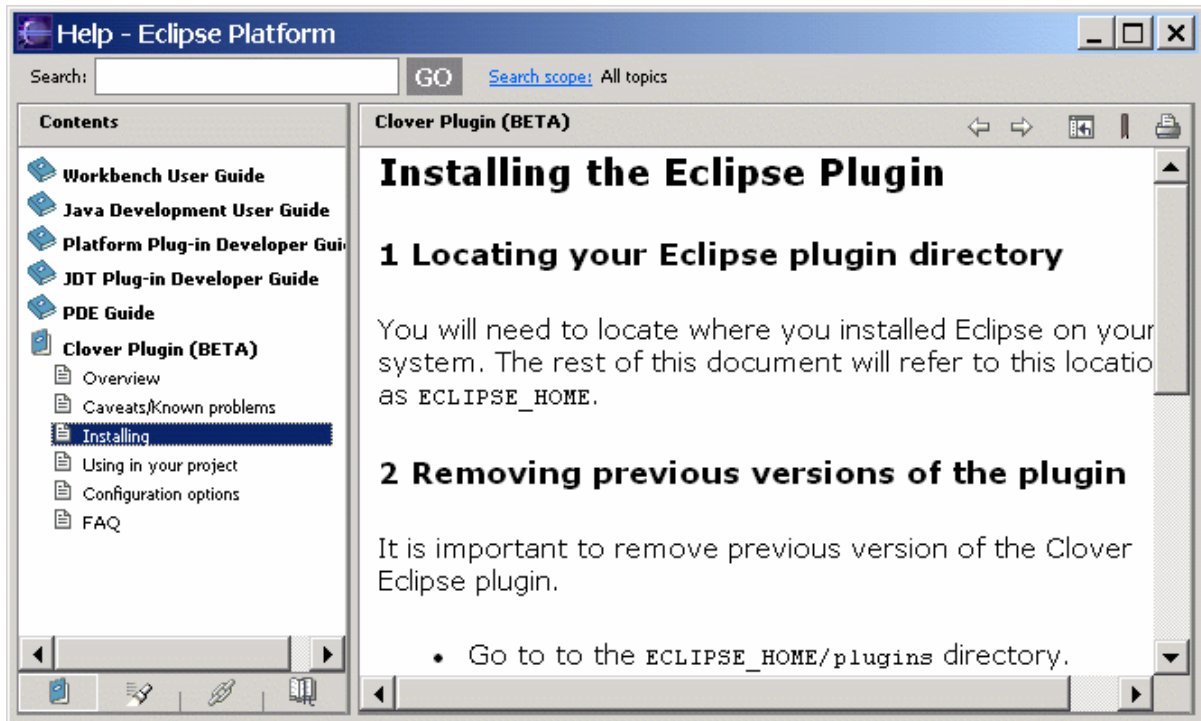 Help - Eclipse Platform
Search: GO Search scope: All topics
Contents
Workbench User Guide
Java Development User Guide
Platform Plug-in Developer Gui
JDT Plug-in Developer Guide
PDE Guide
Clover Plugin (BETA)
Overview
Caveats/Known problems
Installing
Using in your project
Configuration options
FAQ
Clover Plugin (BETA)
Installing the Eclipse Plugin
1 Locating your Eclipse plugin directory
You will need to locate where you installed Eclipse on your
system. The rest of this document will refer to this locatio
as ECLIPSE_HOME.
2 Removing previous versions of the plugin
It is important to remove previous version of the Clover
Eclipse plugin.
• Go to to the ECLIPSE_HOME/plugins directory.